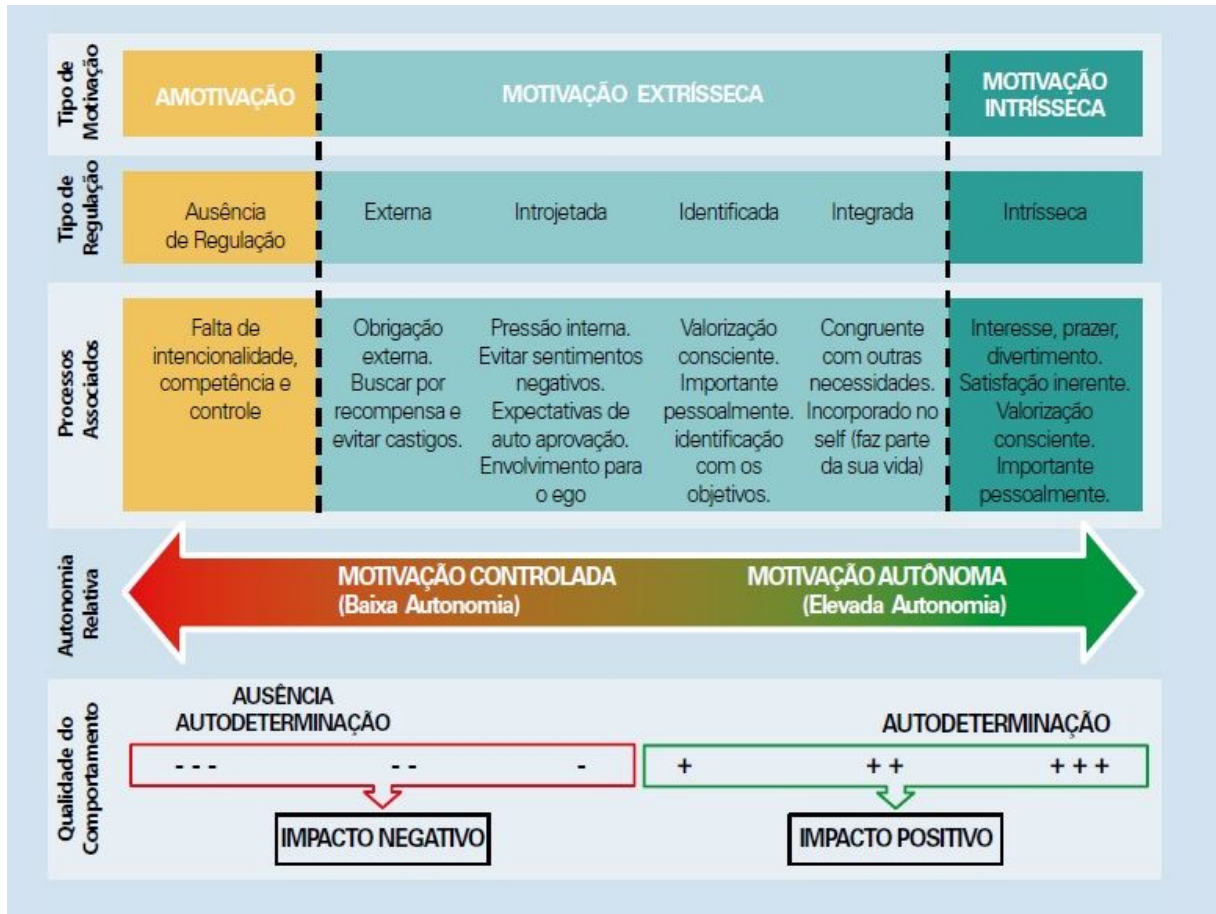 Tipo de
Motivação
AMOTIVAÇÃO
MOTIVAÇÃO EXTRÍSSECA
MOTIVAÇÃO
INTRÍSSECA
Tipo de
Regulação
Ausência
de Regulação
Externa
Introjetada
Identificada
Integrada
Intrísseca
Processos
Associados
Falta de
intencionalidade,
competência e
controle
Obrigação
externa.
Buscar por
recompensa e
evitar castigos.
Pressão interna.
Evitar sentimentos
negativos.
Expectativas de
auto aprovação.
Envolvimento para
o ego
Valorização
consciente.
Importante
pessoalmente.
identificação
com os
objetivos.
Congruente
com outras
necessidades.
Incorporado no
self (faz parte
da sua vida)
Interesse, prazer,
divertimento.
Satisfação inerente.
Valorização
consciente.
Importante
pessoalmente.
Autonomia
Relativa
MOTIVAÇÃO CONTROLADA
(Baixa Autonomia)
MOTIVAÇÃO AUTÔNOMA
(Elevada Autonomia)
Qualidade do
Comportamento
AUSÊNCIA
AUTODETERMINAÇÃO
- - - - - -
IMPACTO NEGATIVO
AUTODETERMINAÇÃO
+ + + + + +
IMPACTO POSITIVO